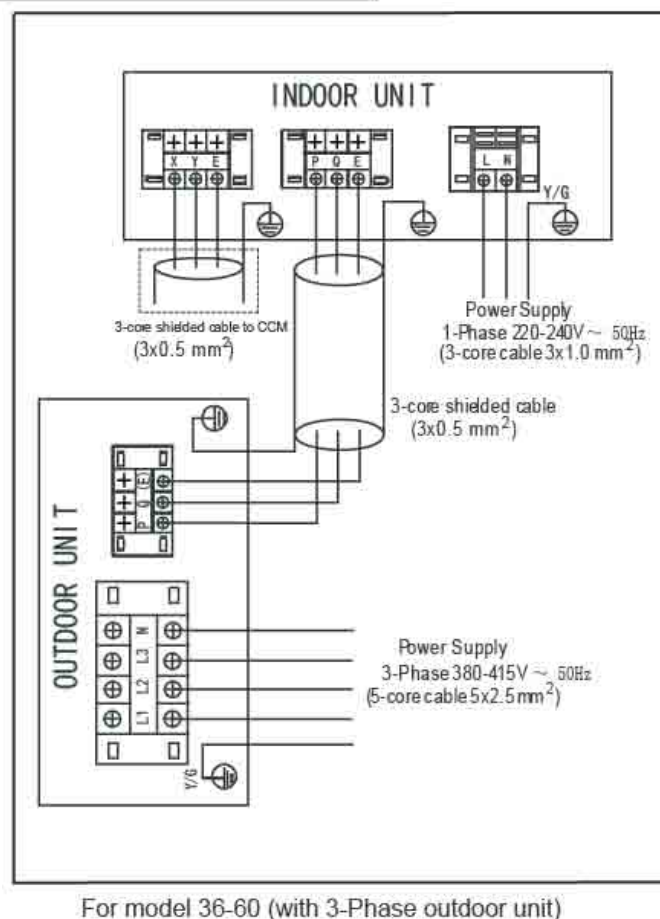 INDOOR UNIT
X Y E
P Q E
L N
Y/G
3-core shielded cable to CCM
(3x0.5 mm²)
Power Supply
1-Phase 220-240V ~ 50Hz
(3-core cable 3x1.0 mm²)
3-core shielded cable
(3x0.5 mm²)
OUTDOOR UNIT
P Q (E)
L1 L2 L3 N
Y/G
Power Supply
3-Phase 380-415V ~ 50Hz
(5-core cable 5x2.5mm²)
For model 36-60 (with 3-Phase outdoor unit)